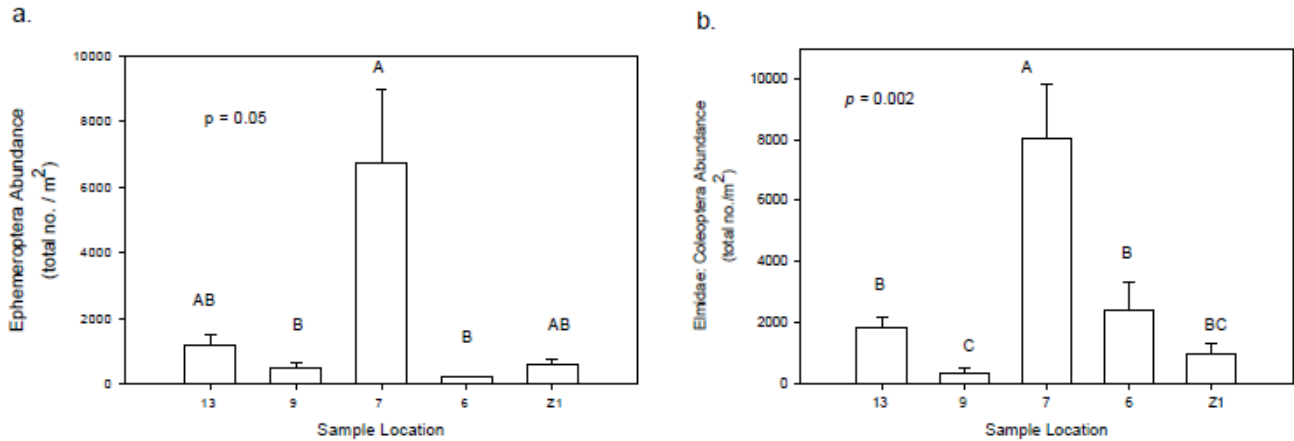 a.
Ephemeroptera Abundance
(total no. / m²)
10000
8000
6000
4000
2000
0
p = 0.05
AB
B
A
B
AB
13 9 7 6 Z1
Sample Location
b.
Elmidae: Coleoptera Abundance
(total no./m²)
10000
8000
6000
4000
2000
0
p = 0.002
B
C
A
B
BC
13 9 7 6 Z1
Sample Location